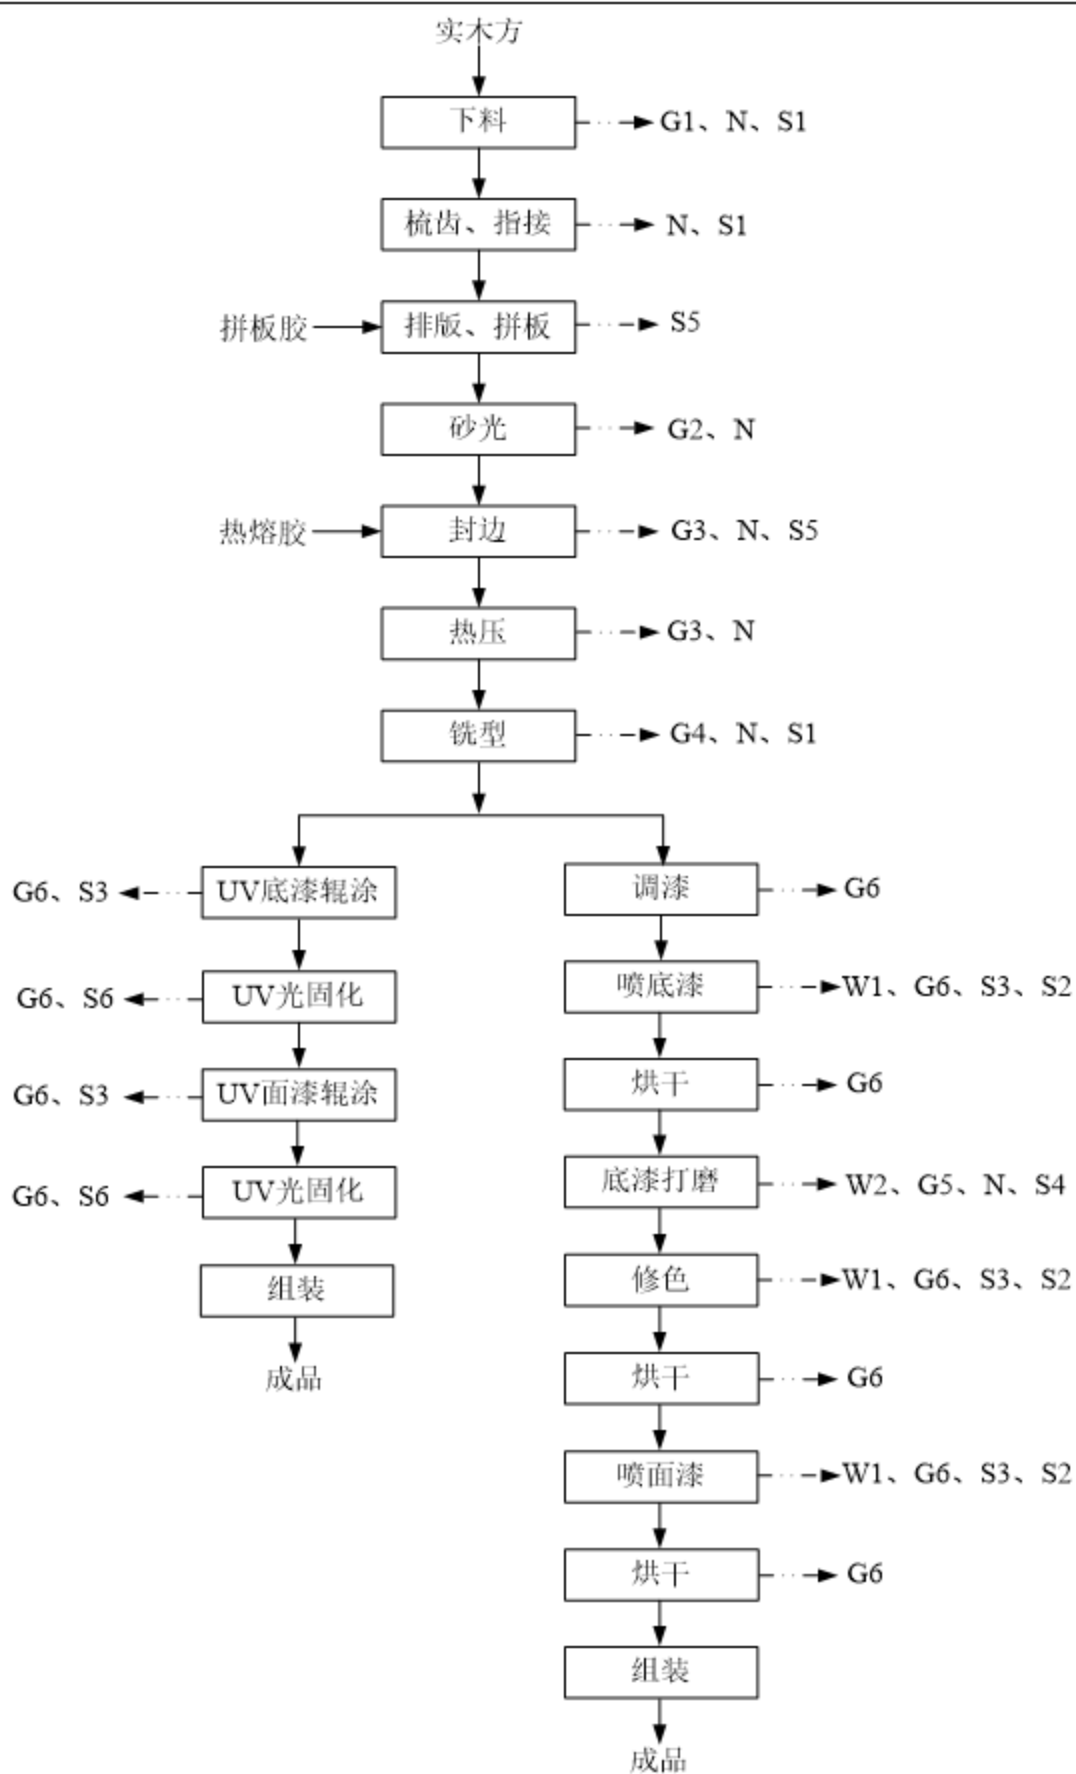 实木方
下料
G1、N、S1
梳齿、指接
N、S1
拼板胶
排版、拼板
S5
砂光
G2、N
热熔胶
封边
G3、N、S5
热压
G3、N
铣型
G4、N、S1
G6、S3
UV底漆辊涂
G6、S6
UV光固化
G6、S3
UV面漆辊涂
G6、S6
UV光固化
组装
成品
调漆
G6
喷底漆
W1、G6、S3、S2
烘干
G6
底漆打磨
W2、G5、N、S4
修色
W1、G6、S3、S2
烘干
G6
喷面漆
W1、G6、S3、S2
烘干
G6
组装
成品